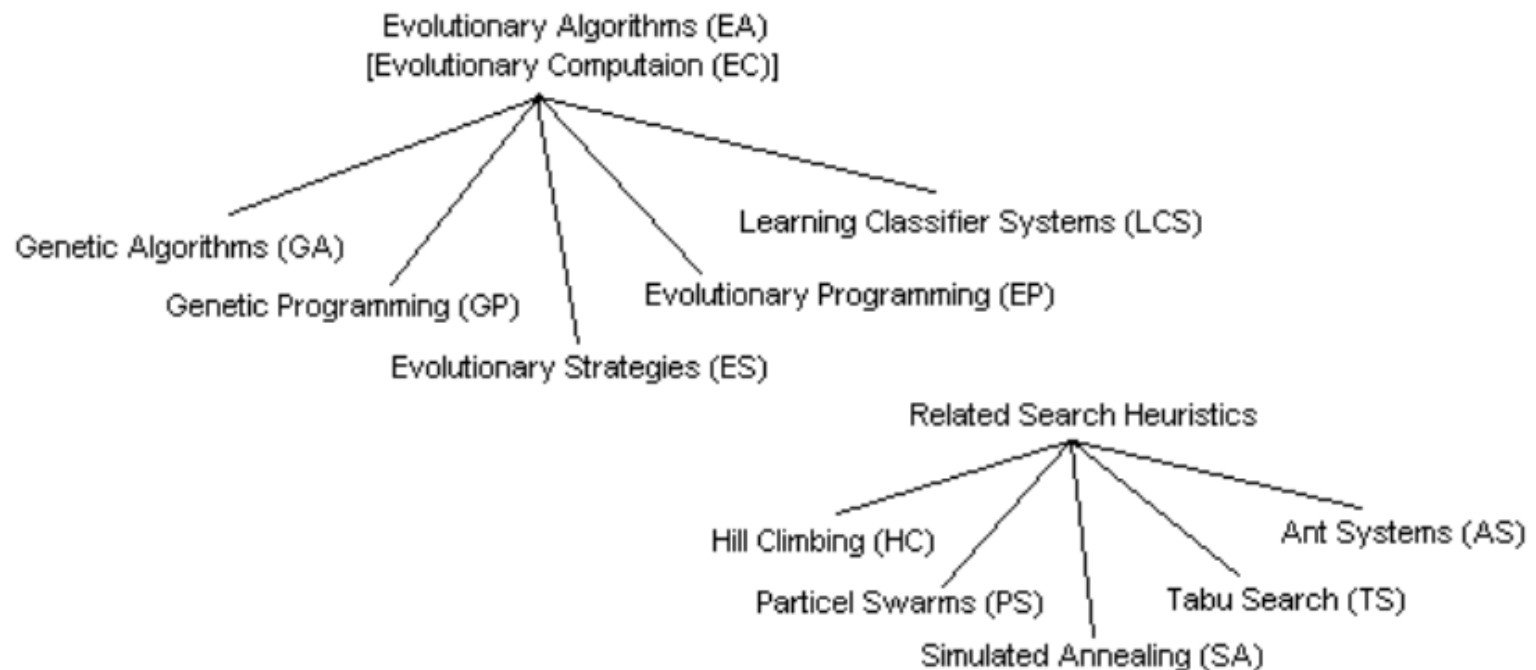 Evolutionary Algorithms (EA)
[Evolutionary Computaion (EC)]
Learning Classifier Systems (LCS)
Genetic Algorithms (GA)
Evolutionary Programming (EP)
Genetic Programming (GP)
Evolutionary Strategies (ES)
Related Search Heuristics
Ant Systems (AS)
Hill Climbing (HC)
Tabu Search (TS)
Particel Swarms (PS)
Simulated Annealing (SA)